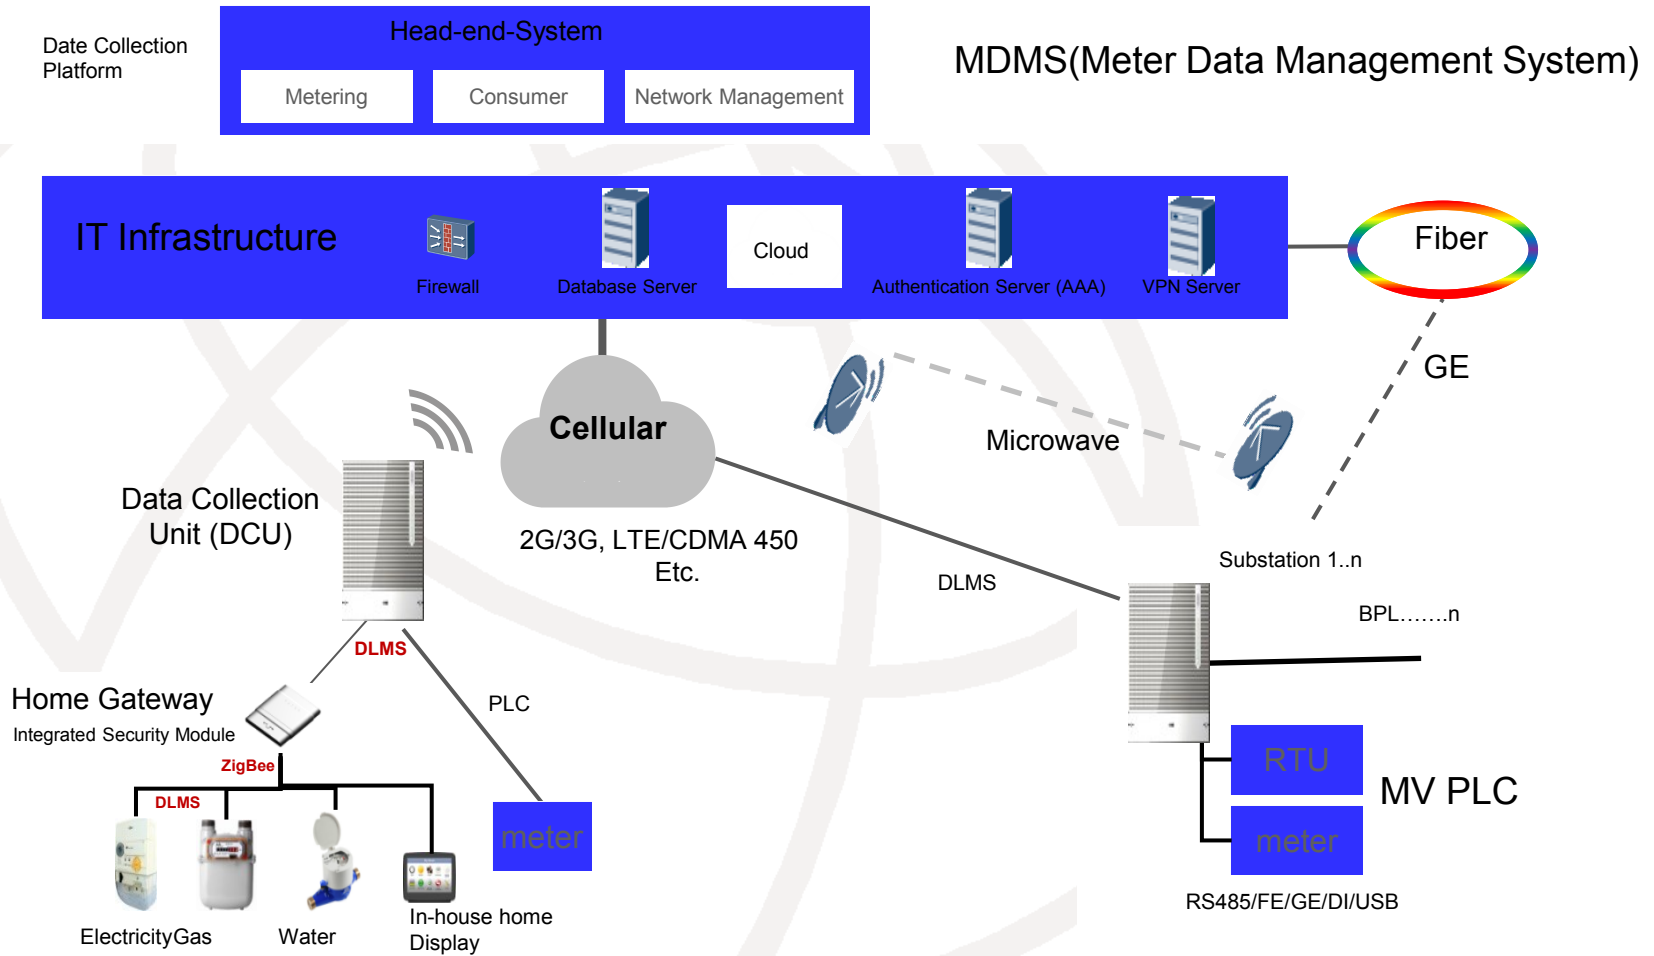 Date Collection
Platform
Head-end-System
Metering
Consumer
Network Management
MDMS(Meter Data Management System)
IT Infrastructure
Firewall
Database Server
Cloud
Authentication Server (AAA)
VPN Server
Fiber
GE
Cellular
Microwave
Data Collection
Unit (DCU)
2G/3G, LTE/CDMA 450
Etc.
DLMS
Substation 1..n
BPL.......n
DLMS
Home Gateway
Integrated Security Module
PLC
ZigBee
DLMS
RTU
MV PLC
meter
meter
RS485/FE/GE/DI/USB
Electricity
Gas
Water
In-house home
Display